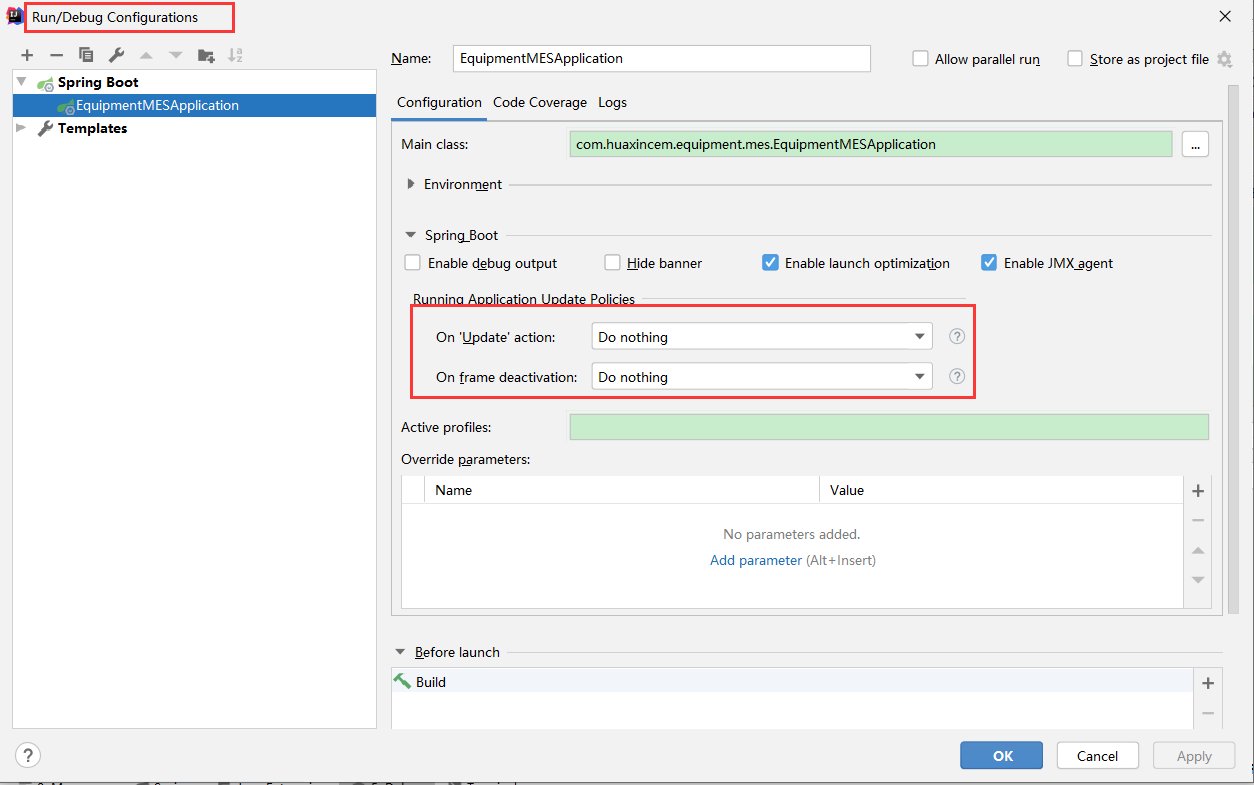 Run/Debug Configurations
Name: EquipmentMESApplication Allow parallel run Store as project file
Spring Boot
EquipmentMESApplication
Templates
Configuration Code Coverage Logs
Main class: com.huaxincem.equipment.mes.EquipmentMESApplication ...
Environment
Spring Boot
Enable debug output Hide banner Enable launch optimization Enable JMX agent
Running Application Update Policies
On 'Update' action: Do nothing ?
On frame deactivation: Do nothing ?
Active profiles:
Override parameters:
Name Value
No parameters added.
Add parameter (Alt+Insert)
Before launch
Build
? OK Cancel Apply